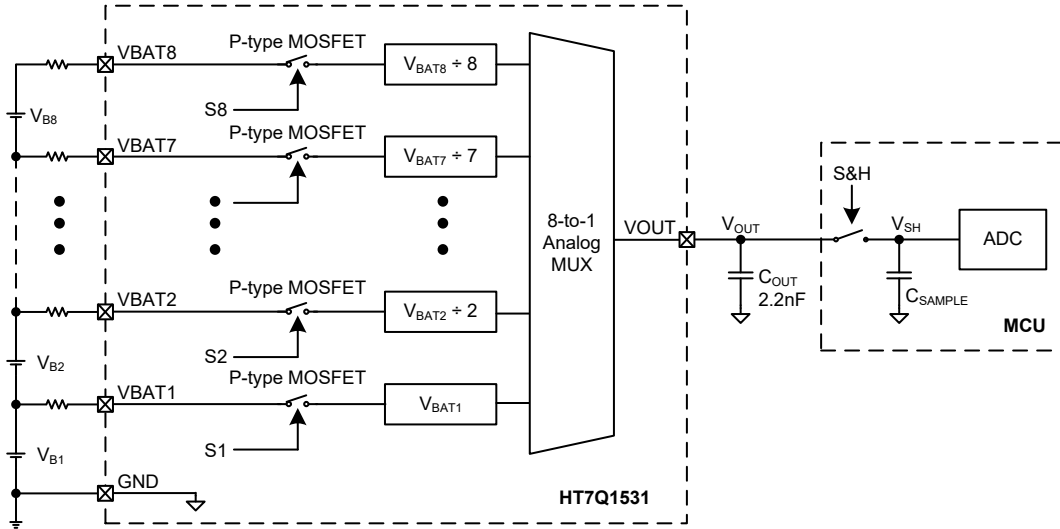 VBAT8
P-type MOSFET
V_BAT8 ÷ 8
V_B8
S8
VBAT7
P-type MOSFET
V_BAT7 ÷ 7
8-to-1
Analog
MUX
VOUT
V_OUT
S&H
V_SH
ADC
C_OUT
2.2nF
C_SAMPLE
MCU
VBAT2
P-type MOSFET
V_BAT2 ÷ 2
V_B2
S2
VBAT1
P-type MOSFET
V_BAT1
V_B1
S1
GND
HT7Q1531